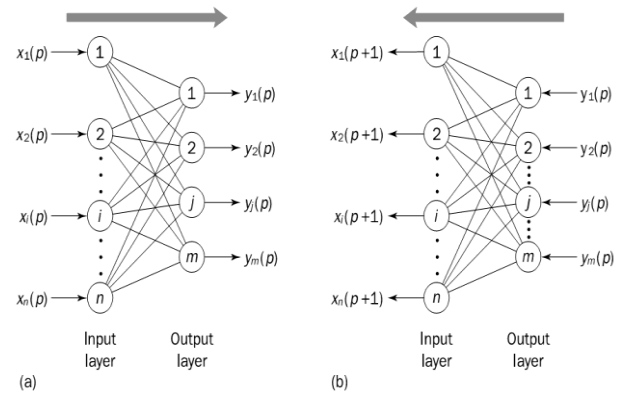 x1(p) 1
1 y1(p)
x2(p) 2
2 y2(p)
xi(p) i
j yj(p)
m ym(p)
xn(p) n
Input layer
Output layer
(a)
x1(p+1) 1
1 y1(p)
x2(p+1) 2
2 y2(p)
xi(p+1) i
j yj(p)
m ym(p)
xn(p+1) n
Input layer
Output layer
(b)